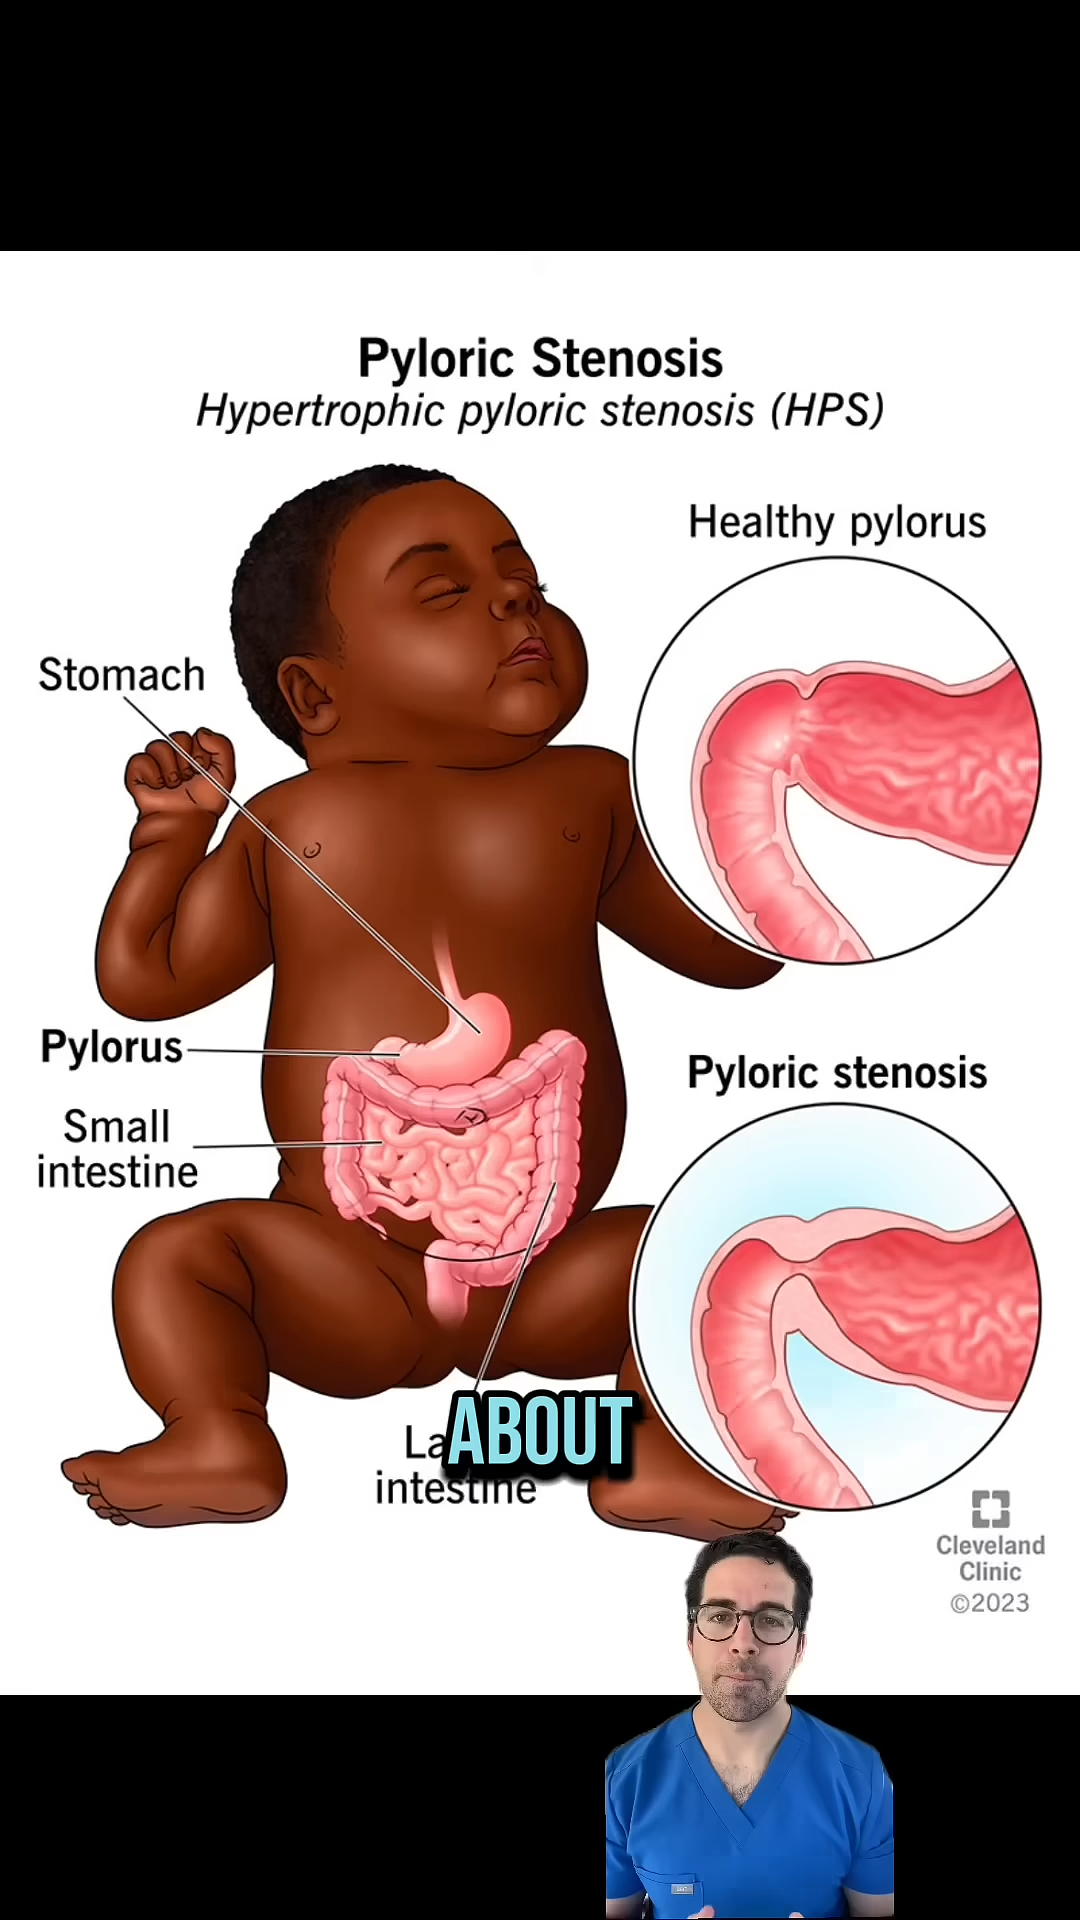 Pyloric Stenosis
Hypertrophic pyloric stenosis (HPS)
Healthy pylorus
Stomach
Pylorus
Small
intestine
Pyloric stenosis
La
ABOUT
intestine
Cleveland
Clinic
©2023